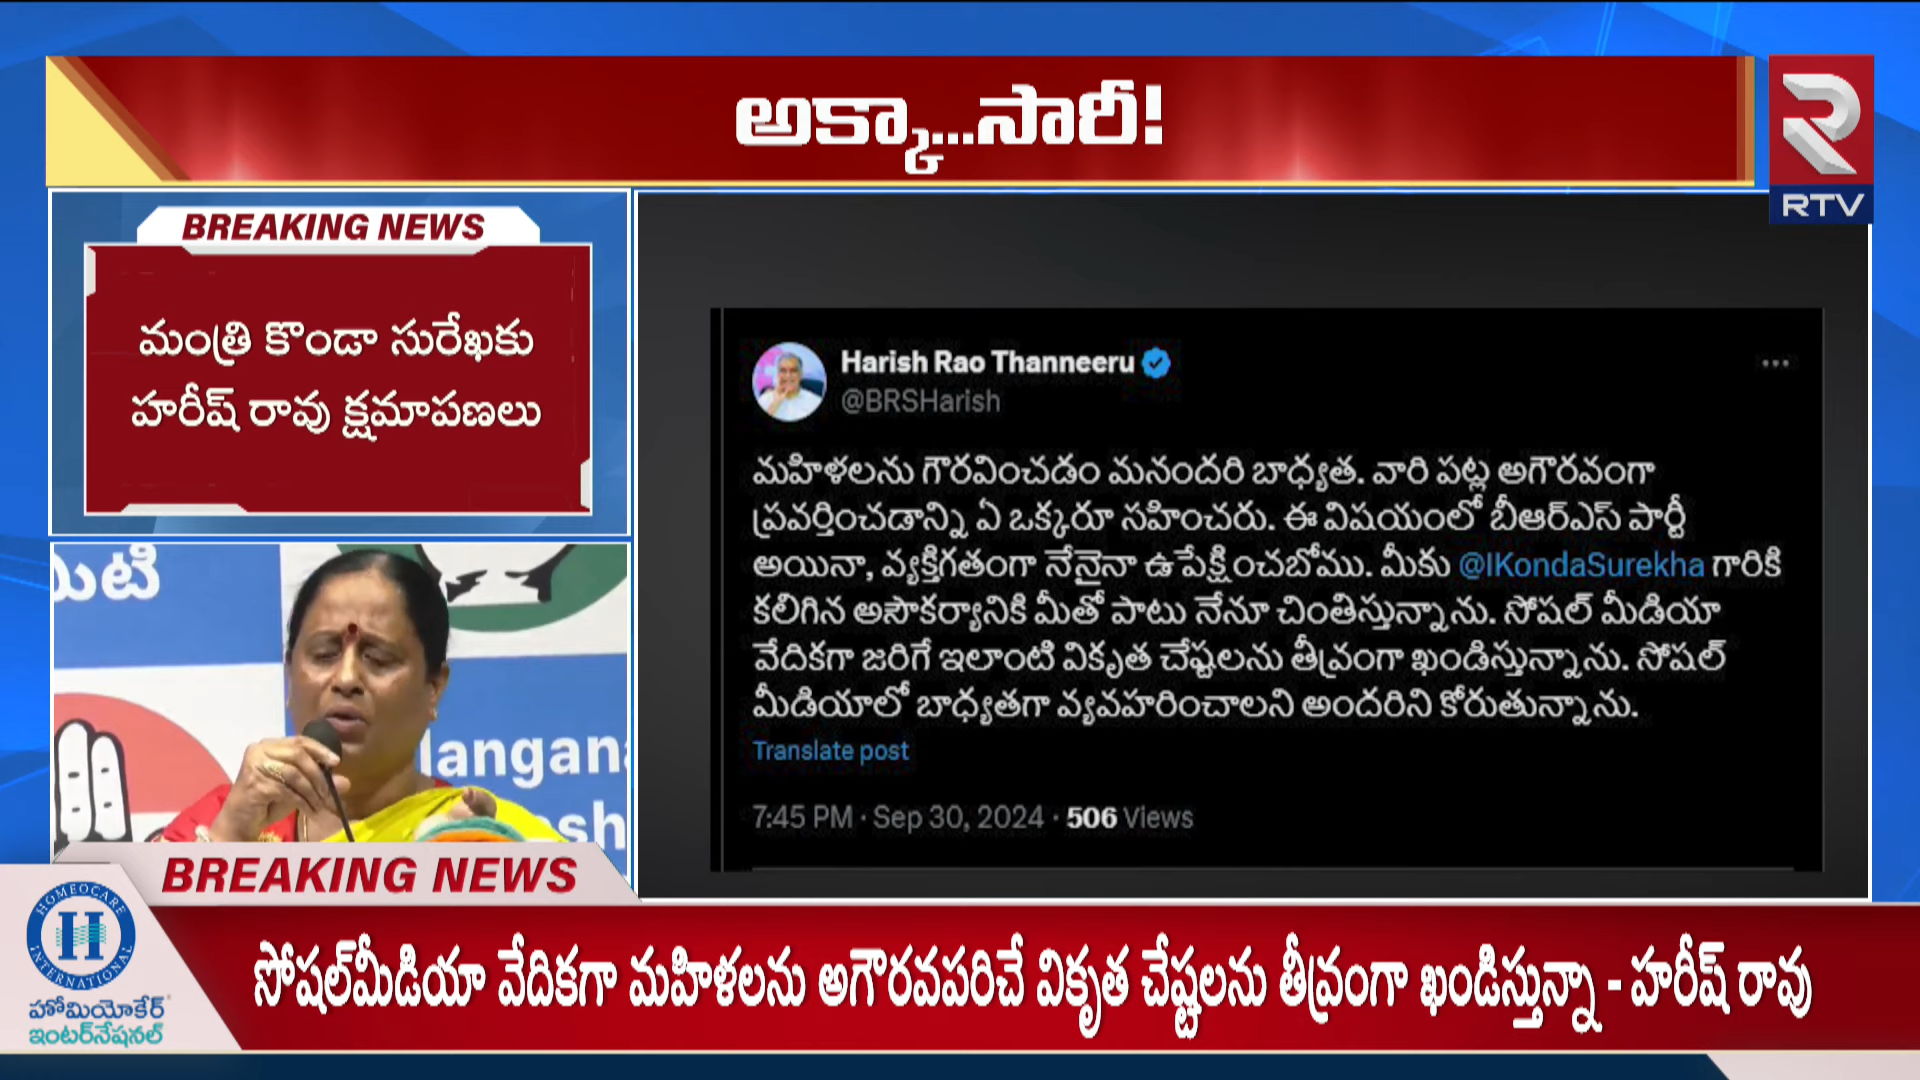 అక్కా...సారీ!
RTV
BREAKING NEWS
మంత్రి కొండా సురేఖకు
హరీష్ రావు క్షమాపణలు
Harish Rao Thanneeru
@BRSHarish
మహిళలను గౌరవించడం మనందరి బాధ్యత. వారి పట్ల అగౌరవంగా
ప్రవర్తించడాన్ని ఏ ఒక్కరూ సహించరు. ఈ విషయంలో బీఆర్ఎస్ పార్టీ
అయినా, వ్యక్తిగతంగా నేనైనా ఉపేక్షించబోము. మీకు @IKondaSurekha గారికి
కలిగిన అసౌకర్యానికి మీతో పాటు నేనూ చింతిస్తున్నాను. సోషల్ మీడియా
వేదికగా జరిగే ఇలాంటి వికృత చేష్టలను తీవ్రంగా ఖండిస్తున్నాను. సోషల్
మీడియాలో బాధ్యతగా వ్యవహరించాలని అందరిని కోరుతున్నాను.
Translate post
7:45 PM · Sep 30, 2024 · 506 Views
మిటి
langana
esh
BREAKING NEWS
సోషల్‌మీడియా వేదికగా మహిళలను అగౌరవపరిచే వికృత చేష్టలను తీవ్రంగా ఖండిస్తున్నా - హరీష్ రావు
HOMEOCARE
H
INTERNATIONAL
హోమియోకేర్
ఇంటర్‌నేషనల్